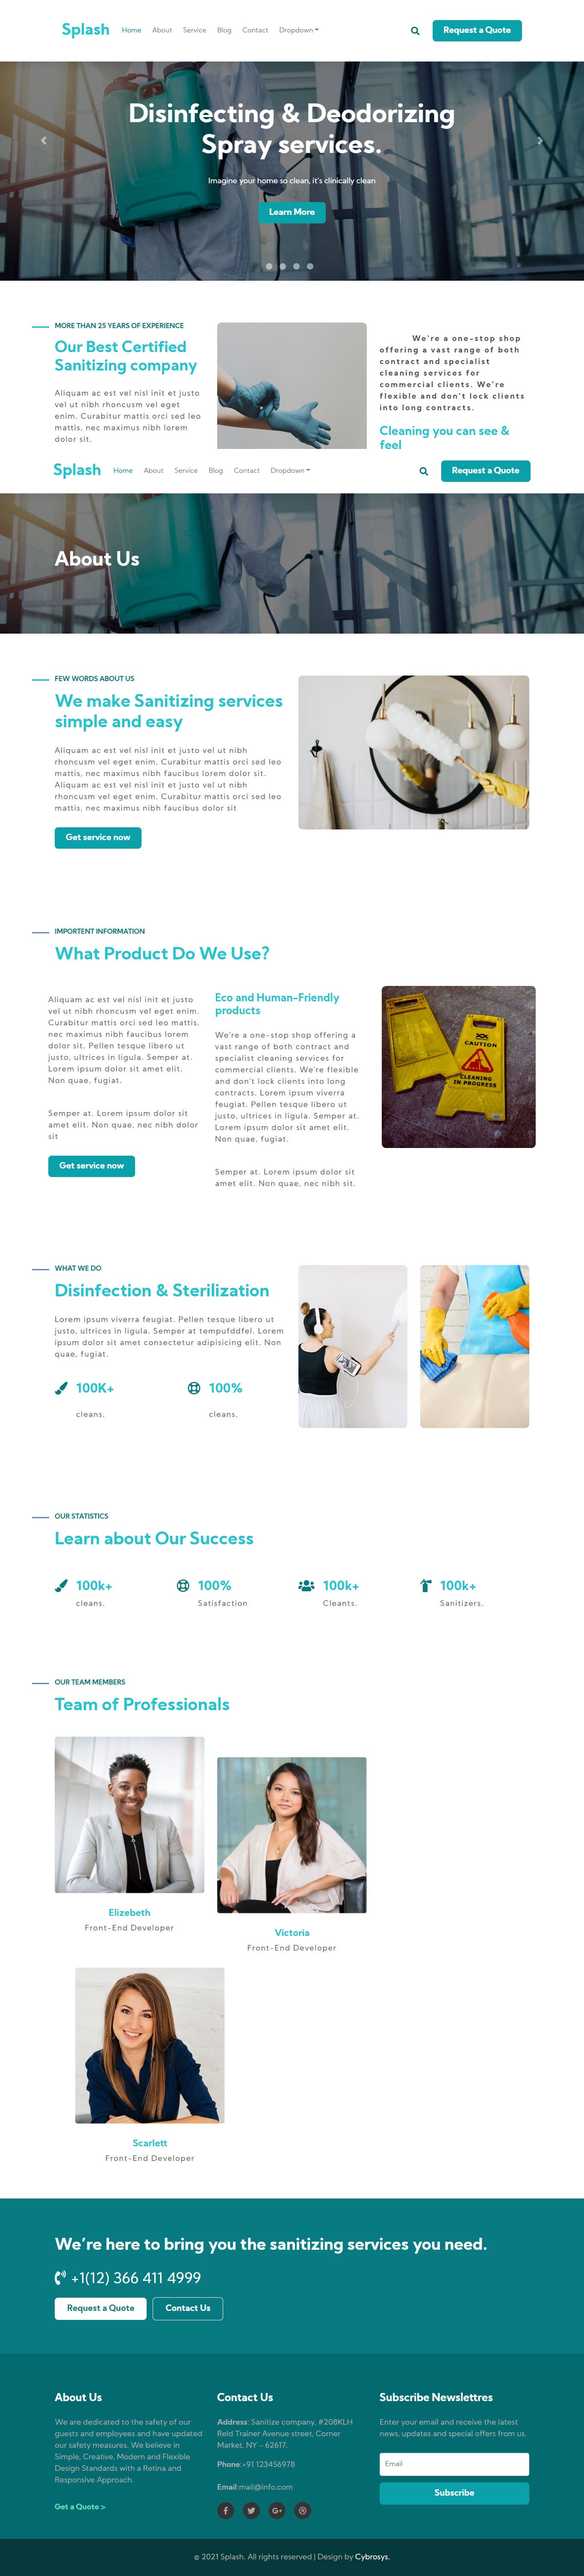 Splash Home About Service Blog Contact Dropdown Request a Quote
Disinfecting & Deodorizing
Spray services.
Imagine your home so clean, it's clinically clean
Learn More
MORE THAN 25 YEARS OF EXPERIENCE
Our Best Certified
Sanitizing company
Aliquam ac est vel nisl init et justo
vel ut nibh rhoncusm vel eget
enim. Curabitur mattis orci sed leo
mattis, nec maximus nibh lorem
dolor sit.
We're a one-stop shop
offering a vast range of both
contract and specialist
cleaning services for
commercial clients. We're
flexible and don't lock clients
into long contracts.
Cleaning you can see &
feel
Splash Home About Service Blog Contact Dropdown Request a Quote
About Us
FEW WORDS ABOUT US
We make Sanitizing services
simple and easy
Aliquam ac est vel nisl init et justo vel ut nibh
rhoncusm vel eget enim. Curabitur mattis orci sed leo
mattis, nec maximus nibh faucibus lorem dolor sit.
Aliquam ac est vel nisl init et justo vel ut nibh
rhoncusm vel eget enim. Curabitur mattis orci sed leo
mattis, nec maximus nibh faucibus dolor sit
Get service now
IMPORTENT INFORMATION
What Product Do We Use?
Aliquam ac est vel nisl init et justo
vel ut nibh rhoncusm vel eget enim.
Curabitur mattis orci sed leo mattis,
nec maximus nibh faucibus lorem
dolor sit. Pellen tesque libero ut
justo, ultrices in ligula. Semper at.
Lorem ipsum dolor sit amet elit.
Non quae, fugiat.
Semper at. Lorem ipsum dolor sit
amet elit. Non quae, nec nibh dolor
sit
Get service now
Eco and Human-Friendly
products
We're a one-stop shop offering a
vast range of both contract and
specialist cleaning services for
commercial clients. We're flexible
and don't lock clients into long
contracts. Lorem ipsum viverra
feugiat. Pellen tesque libero ut
justo, ultrices in ligula. Semper at.
Lorem ipsum dolor sit amet elit.
Non quae, fugiat.
Semper at. Lorem ipsum dolor sit
amet elit. Non quae, nec nibh sit.
CAUTION
CLEANING
IN PROGRESS
WHAT WE DO
Disinfection & Sterilization
Lorem ipsum viverra feugiat. Pellen tesque libero ut
justo, ultrices in ligula. Semper at tempufddfel. Lorem
ipsum dolor sit amet consectetur adipisicing elit. Non
quae, fugiat.
100K+
cleans.
100%
cleans.
OUR STATISTICS
Learn about Our Success
100k+ 100% 100k+ 100k+
cleans. Satisfaction Cleants. Sanitizers.
OUR TEAM MEMBERS
Team of Professionals
Elizebeth
Front-End Developer
Victoria
Front-End Developer
Scarlett
Front-End Developer
We're here to bring you the sanitizing services you need.
+1(12) 366 411 4999
Request a Quote Contact Us
About Us
We are dedicated to the safety of our
guests and employees and have updated
our safety measures. We believe in
Simple, Creative, Modern and Flexible
Design Standards with a Retina and
Responsive Approach.
Get a Quote >
Contact Us
Address: Sanitize company, #208KLH
Reld Trainer Avenue street, Corner
Market, NY - 62617.
Phone:+91 123456978
Email:mail@info.com
Subscribe Newslettres
Enter your email and receive the latest
news, updates and special offers from us.
Email
Subscribe
© 2021 Splash. All rights reserved | Design by Cybrosys.